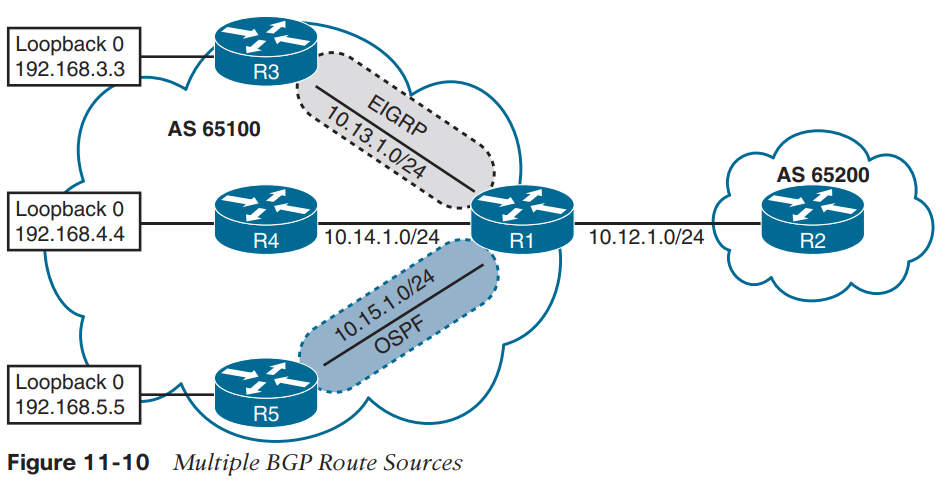 Loopback 0
192.168.3.3
R3
AS 65100
EIGRP
10.13.1.0/24
AS 65200
Loopback 0
192.168.4.4
R4
10.14.1.0/24
R1
10.12.1.0/24
R2
10.15.1.0/24
OSPF
Loopback 0
192.168.5.5
R5
Figure 11-10 Multiple BGP Route Sources